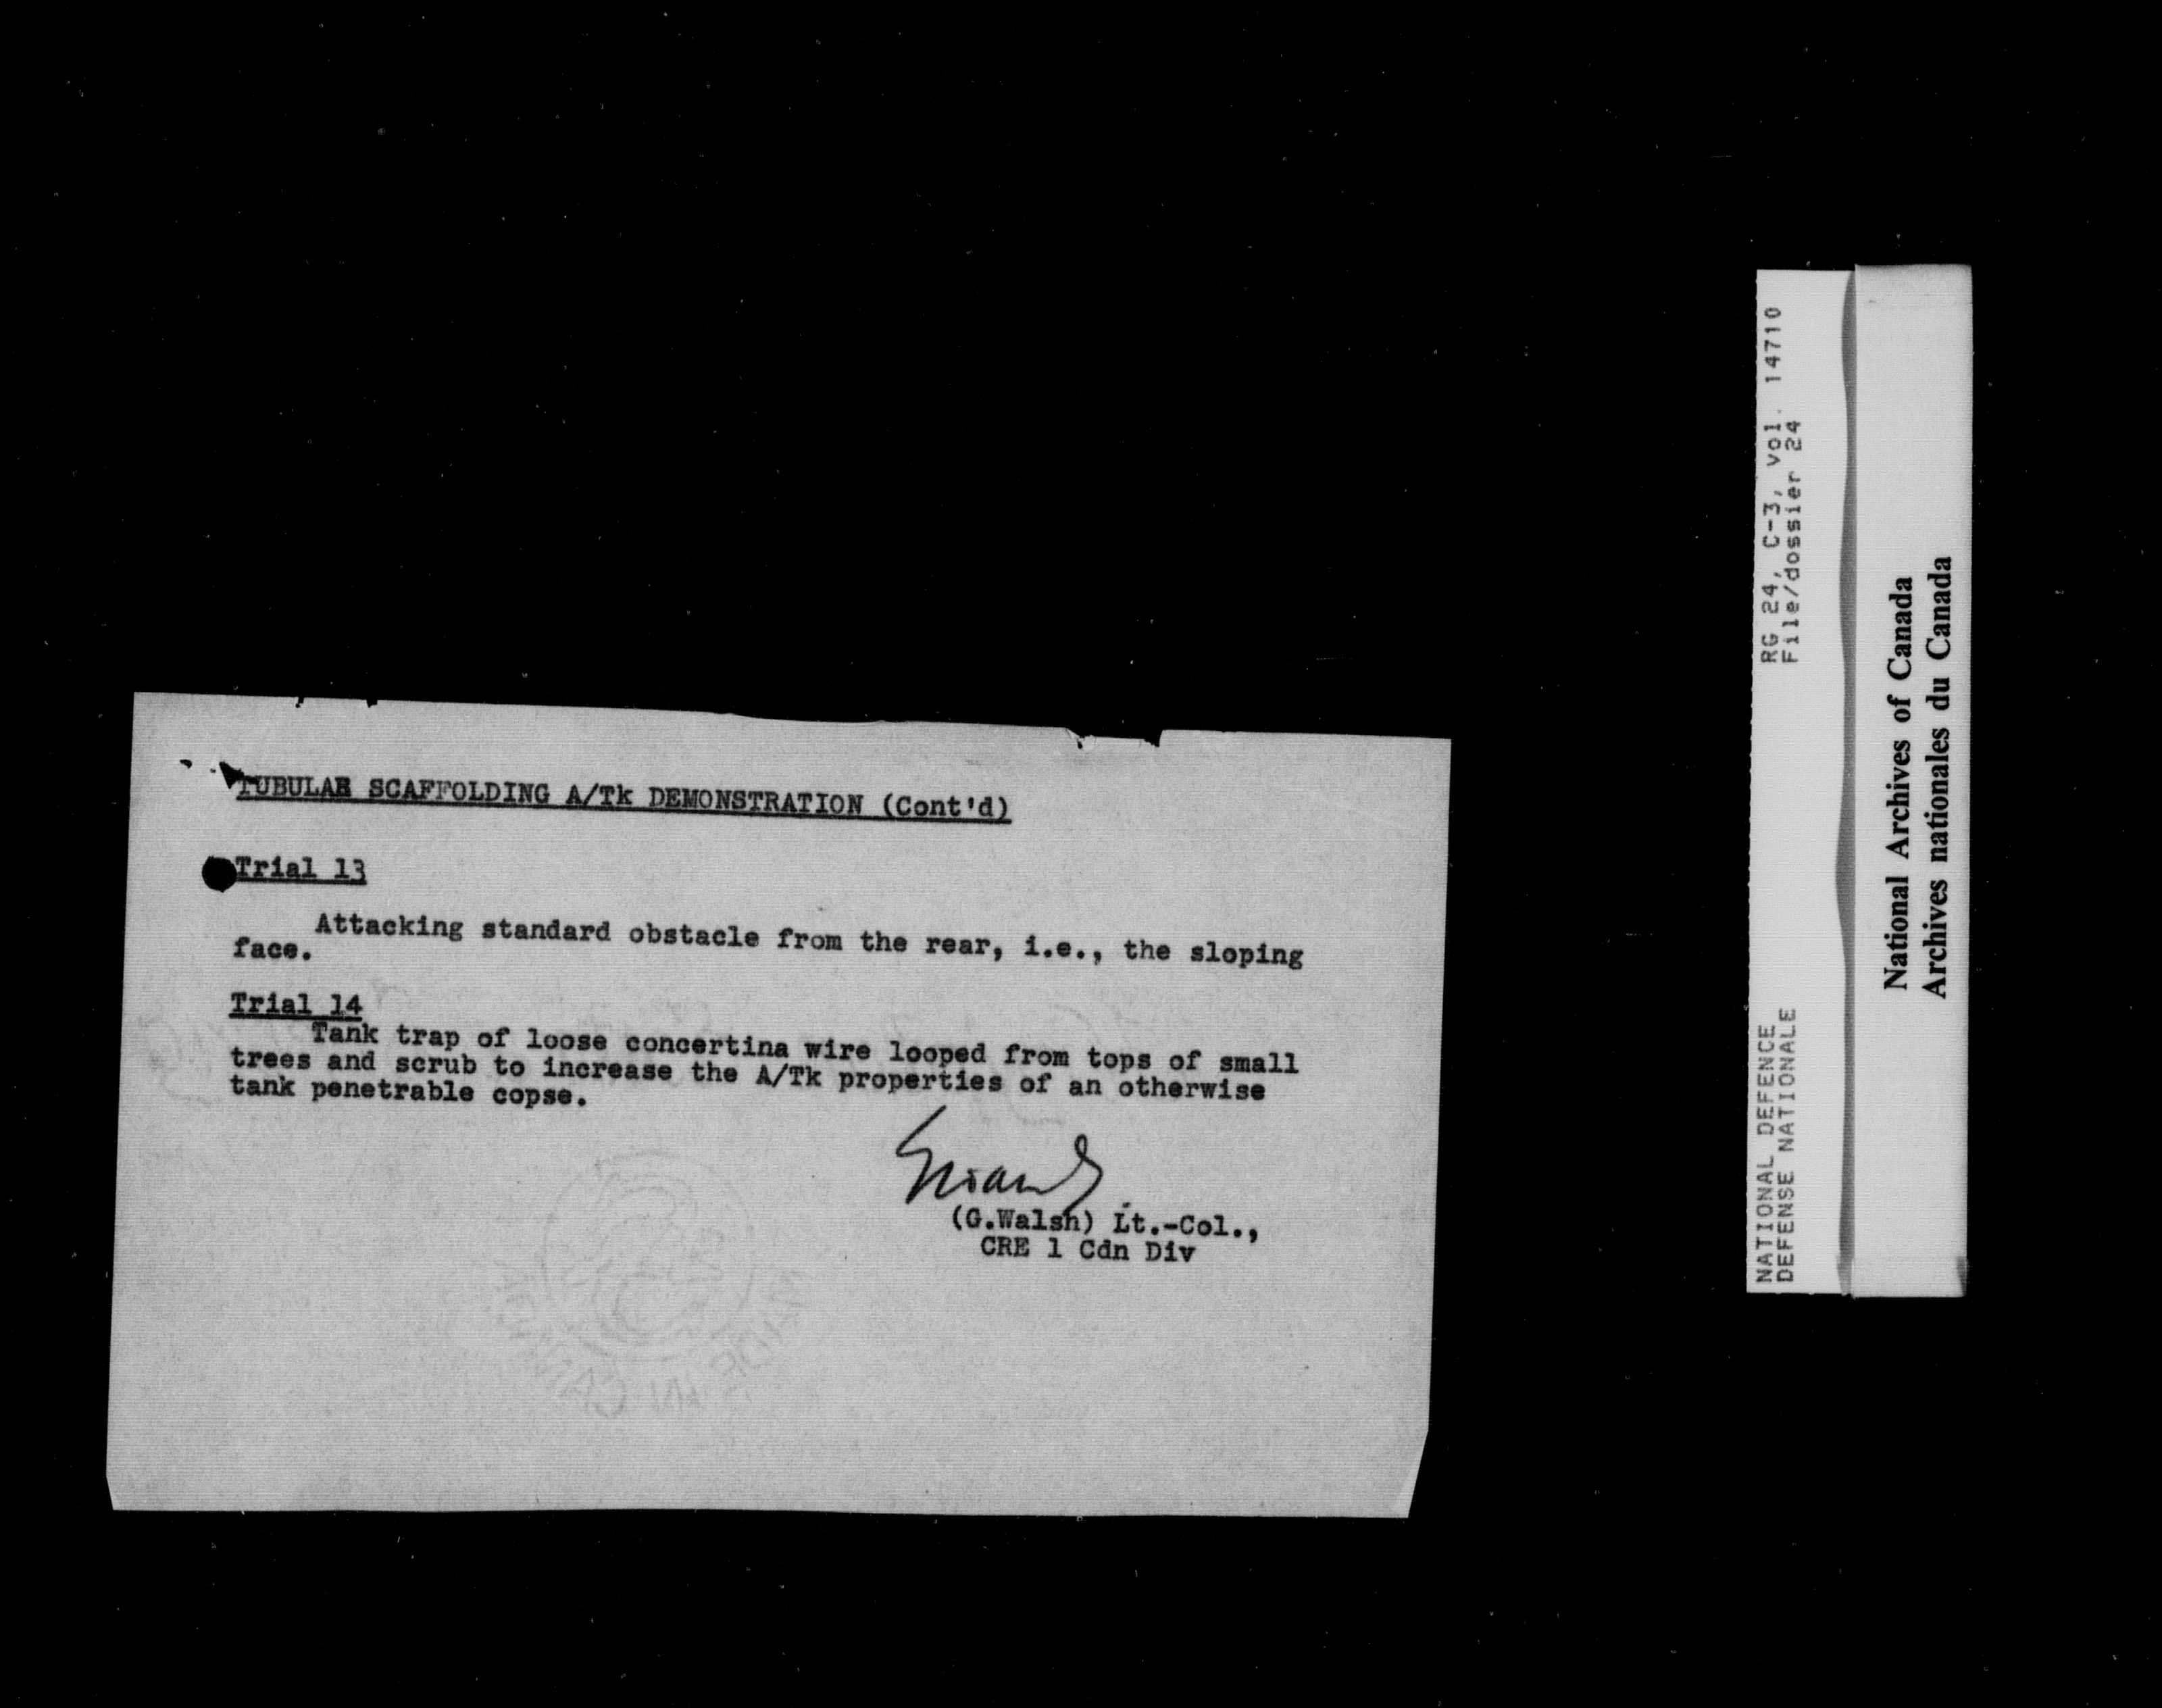 TUBULAR SCAFFOLDING A/Tk DEMONSTRATION (Cont'd)
Trial 13
Attacking standard obstacle from the rear, i.e., the sloping
face.
Trial 14
Tank trap of loose concertina wire looped from tops of small
trees and scrub to increase the A/Tk properties of an otherwise
tank penetrable copse.
(G.Walsh) Lt.-Col.,
CRE 1 Cdn Div
NATIONAL DEFENCE RG 24, C-3, vol. 14710
DEFENSE NATIONALE File/dossier 24
National Archives of Canada
Archives nationales du Canada